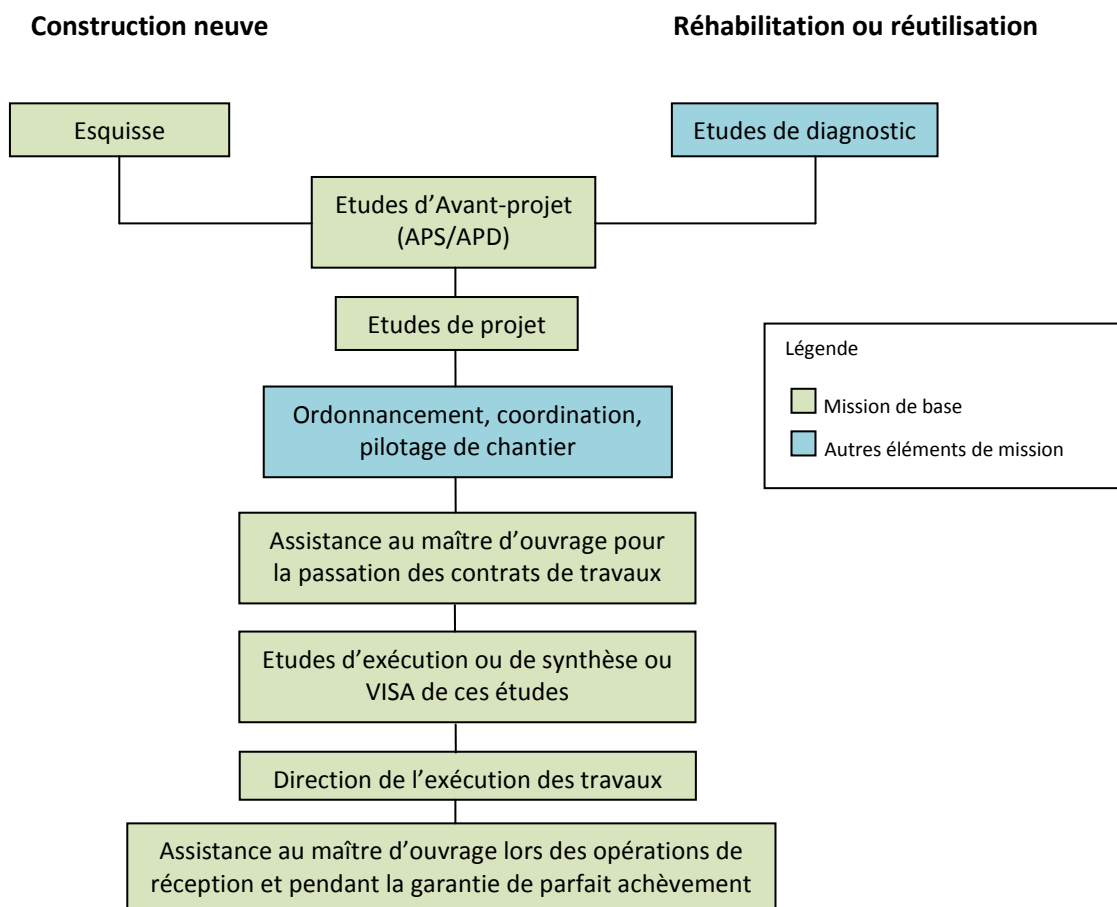 Construction neuve
Réhabilitation ou réutilisation
Esquisse
Etudes de diagnostic
Etudes d’Avant-projet
(APS/APD)
Etudes de projet
Légende
Mission de base
Autres éléments de mission
Ordonnancement, coordination,
pilotage de chantier
Assistance au maître d’ouvrage pour
la passation des contrats de travaux
Etudes d’exécution ou de synthèse ou
VISA de ces études
Direction de l’exécution des travaux
Assistance au maître d’ouvrage lors des opérations de
réception et pendant la garantie de parfait achèvement